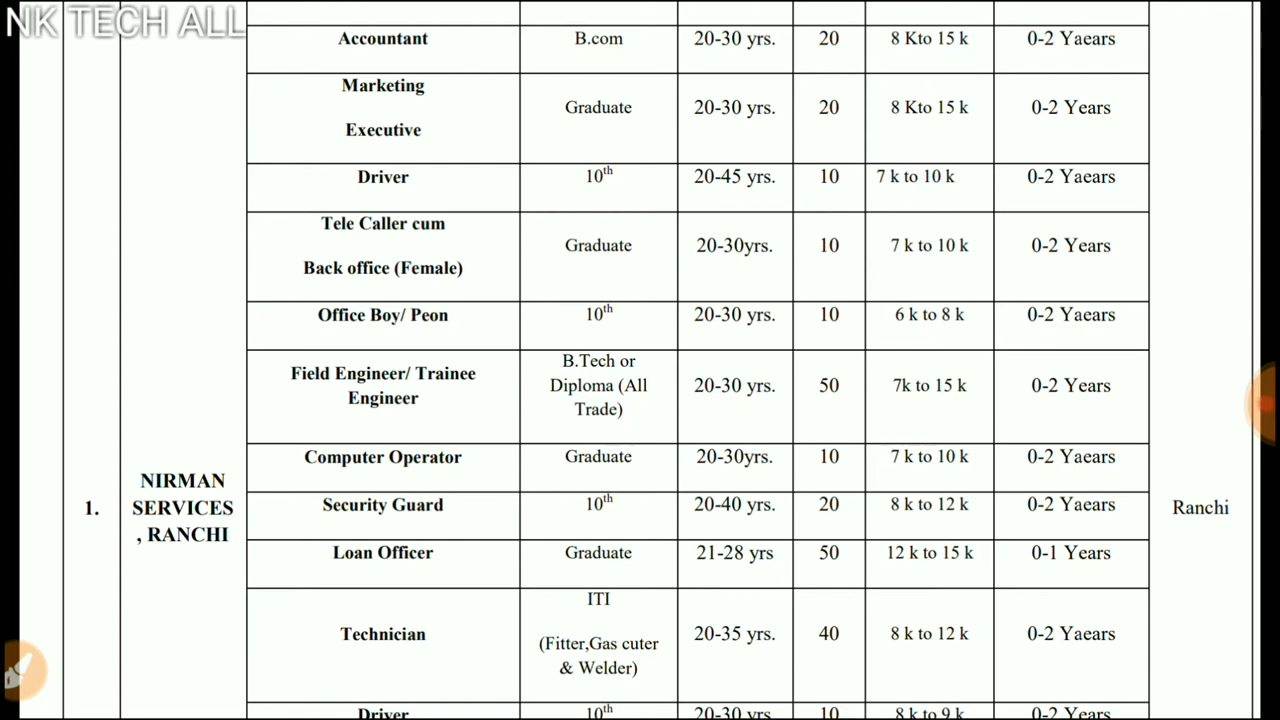 NK TECH ALL
Accountant B.com 20-30 yrs. 20 8 Kto 15 k 0-2 Yaears
Marketing
Executive Graduate 20-30 yrs. 20 8 Kto 15 k 0-2 Years
Driver 10th 20-45 yrs. 10 7 k to 10 k 0-2 Yaears
Tele Caller cum
Back office (Female) Graduate 20-30yrs. 10 7 k to 10 k 0-2 Years
Office Boy/ Peon 10th 20-30 yrs. 10 6 k to 8 k 0-2 Yaears
Field Engineer/ Trainee
Engineer
B.Tech or
Diploma (All
Trade)
20-30 yrs. 50 7k to 15 k 0-2 Years
Computer Operator Graduate 20-30yrs. 10 7 k to 10 k 0-2 Yaears
1.
NIRMAN
SERVICES
, RANCHI
Security Guard 10th 20-40 yrs. 20 8 k to 12 k 0-2 Yaears
Ranchi
Loan Officer Graduate 21-28 yrs 50 12 k to 15 k 0-1 Years
Technician
ITI
(Fitter,Gas cuter
& Welder)
20-35 yrs. 40 8 k to 12 k 0-2 Yaears
Driver 10th 20-30 yrs. 10 8 k to 9 k 0-2 Years